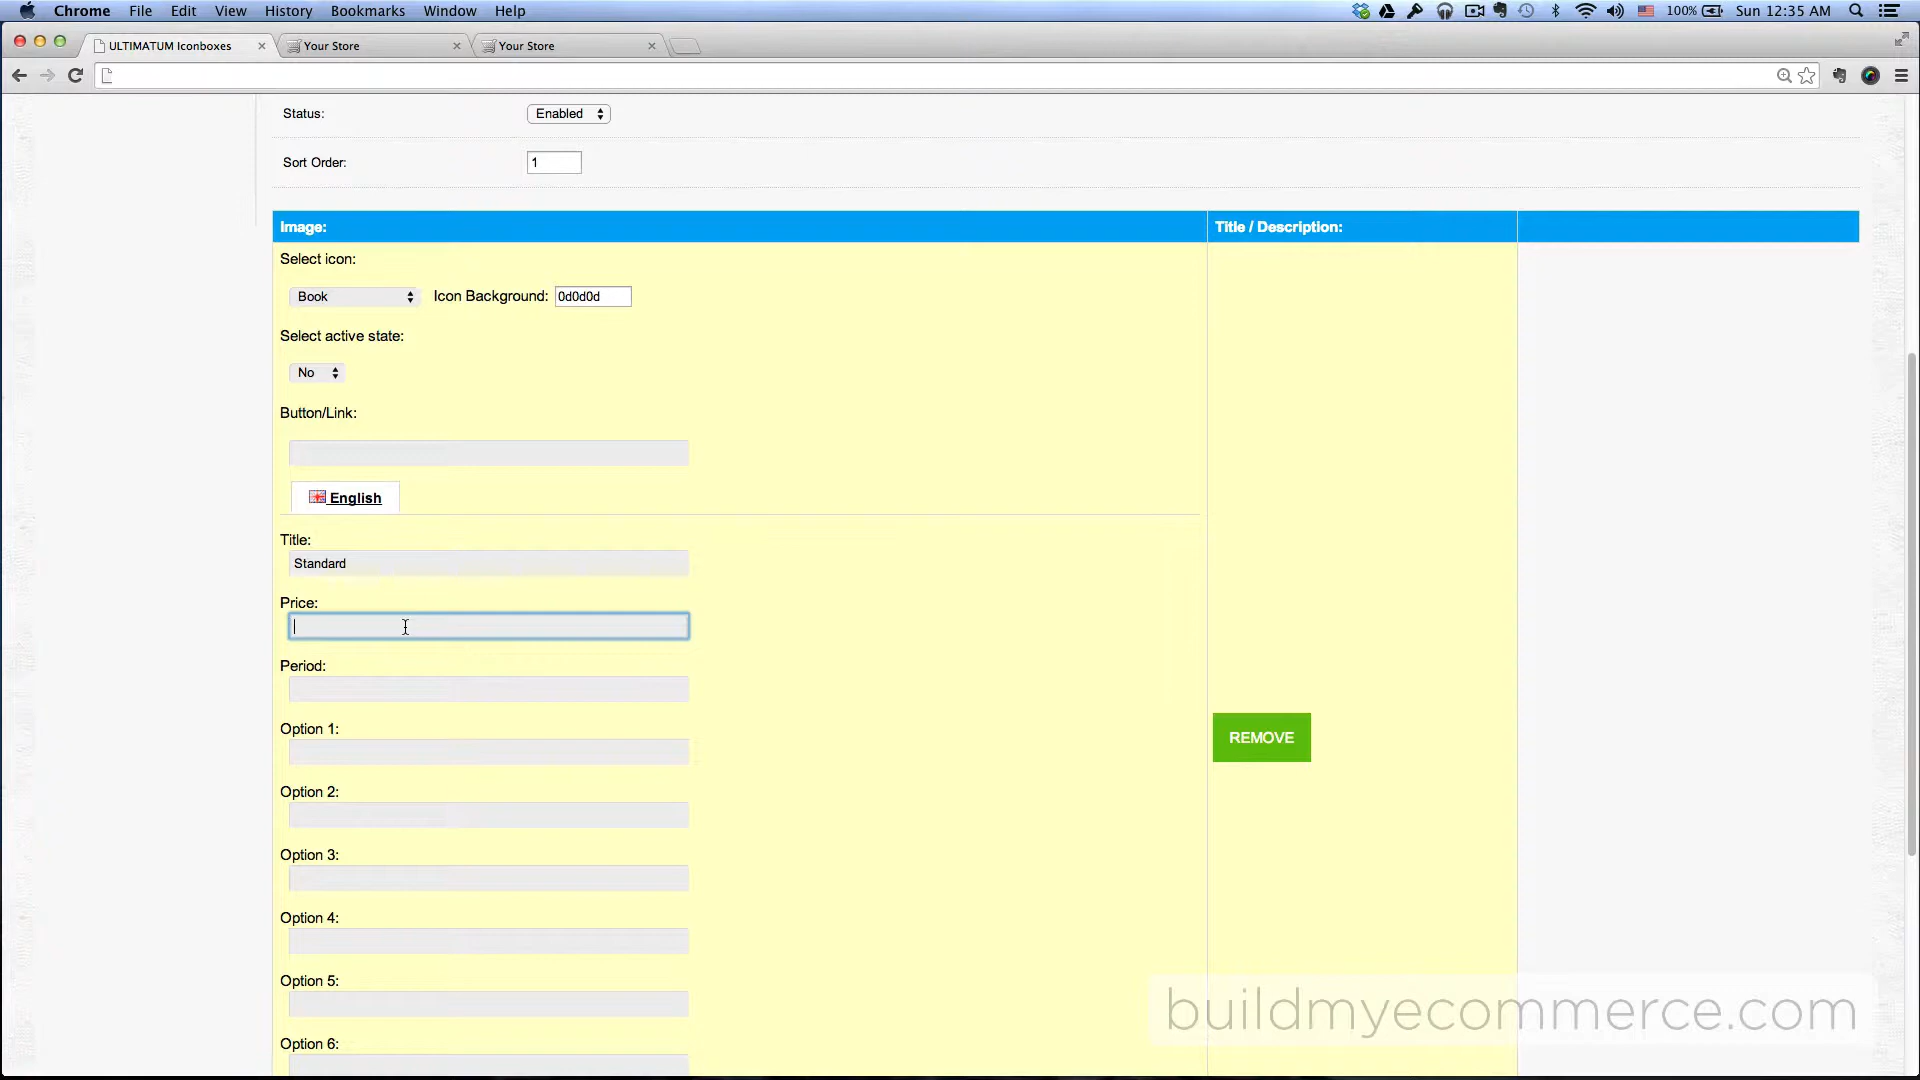 Chrome File Edit View History Bookmarks Window Help 100% Sun 12:35 AM
ULTIMATUM Iconboxes Your Store Your Store
Status: Enabled
Sort Order: 1
Image: Title / Description:
Select icon:
Book Icon Background: 0d0d0d
Select active state:
No
Button/Link:
English
Title:
Standard
Price:
Period:
Option 1:
REMOVE
Option 2:
Option 3:
Option 4:
Option 5:
buildmyecommerce.com
Option 6: